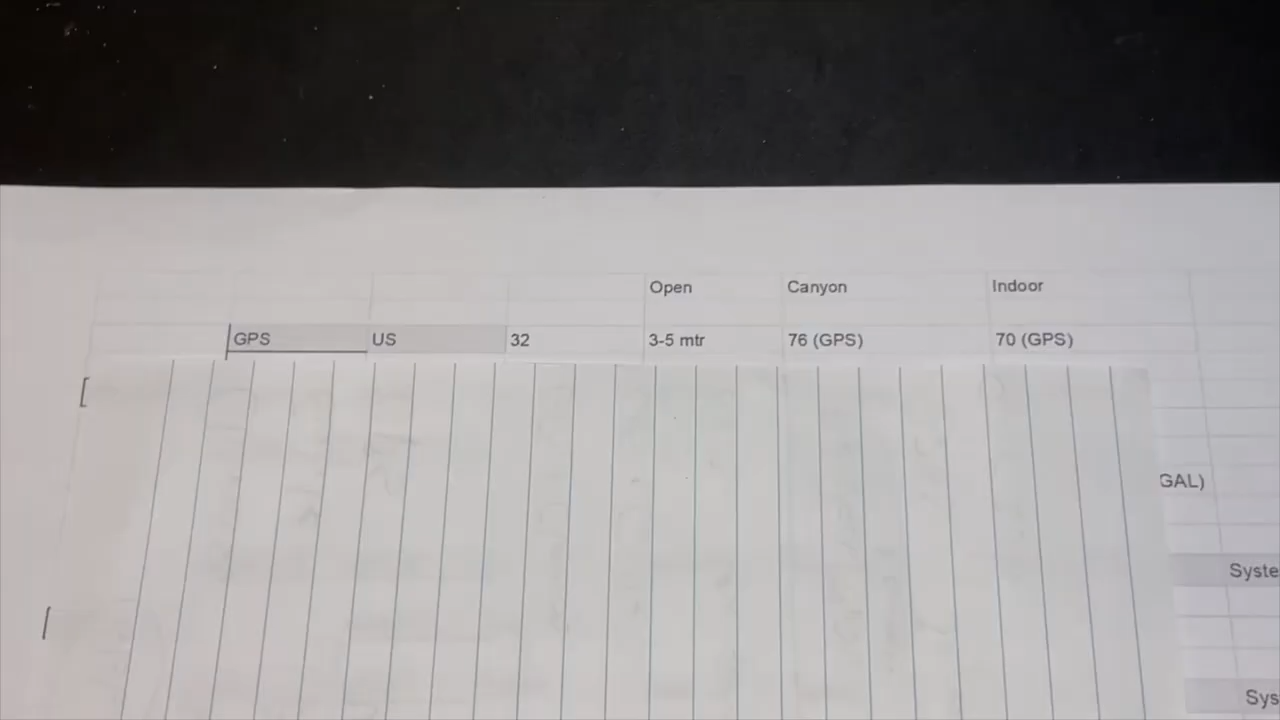 Open Canyon Indoor
GPS US 32 3-5 mtr 76 (GPS) 70 (GPS)
GAL)
Syste
Sys